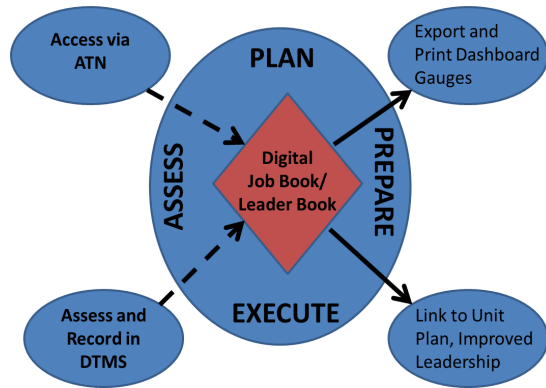 Access via
ATN
PLAN
Export and
Print Dashboard
Gauges
ASSESS
Digital
Job Book/
Leader Book
PREPARE
EXECUTE
Assess and
Record in
DTMS
Link to Unit
Plan, Improved
Leadership